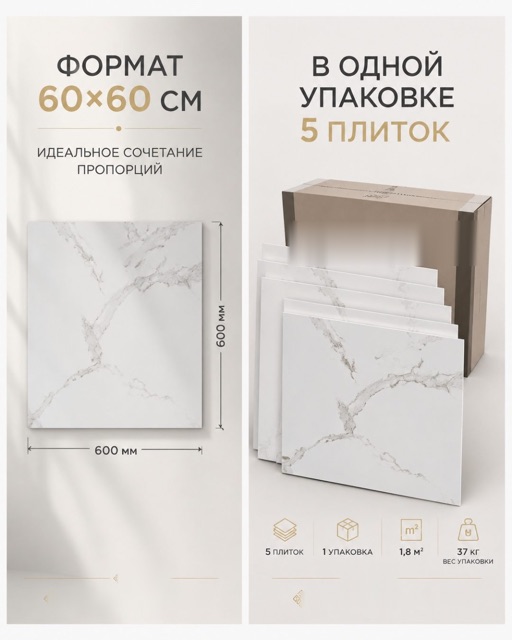 ФОРМАТ
60×60 СМ
ИДЕАЛЬНОЕ СОЧЕТАНИЕ
ПРОПОРЦИЙ
600 мм
600 мм
В ОДНОЙ
УПАКОВКЕ
5 ПЛИТОК
m²
5 ПЛИТОК
1 УПАКОВКА
1,8 м²
37 КГ
ВЕС УПАКОВКИ